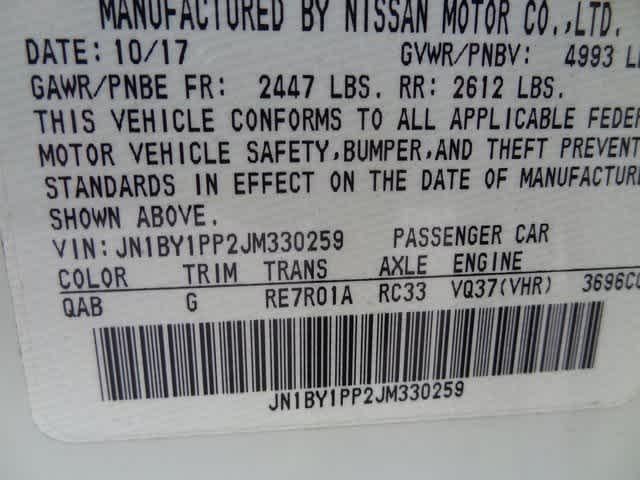 MANUFACTURED BY NISSAN MOTOR CO.,LTD.
DATE: 10/17 GVWR/PNBV: 4993 L
GAWR/PNBE FR: 2447 LBS. RR: 2612 LBS.
THIS VEHICLE CONFORMS TO ALL APPLICABLE FEDER
MOTOR VEHICLE SAFETY,BUMPER,AND THEFT PREVENT
STANDARDS IN EFFECT ON THE DATE OF MANUFACTURE
SHOWN ABOVE.
VIN:JN1BY1PP2JM330259 PASSENGER CAR
COLOR TRIM TRANS AXLE ENGINE
QAB G RE7R01A RC33 VQ37(VHR) 3696CC
JN1BY1PP2JM330259